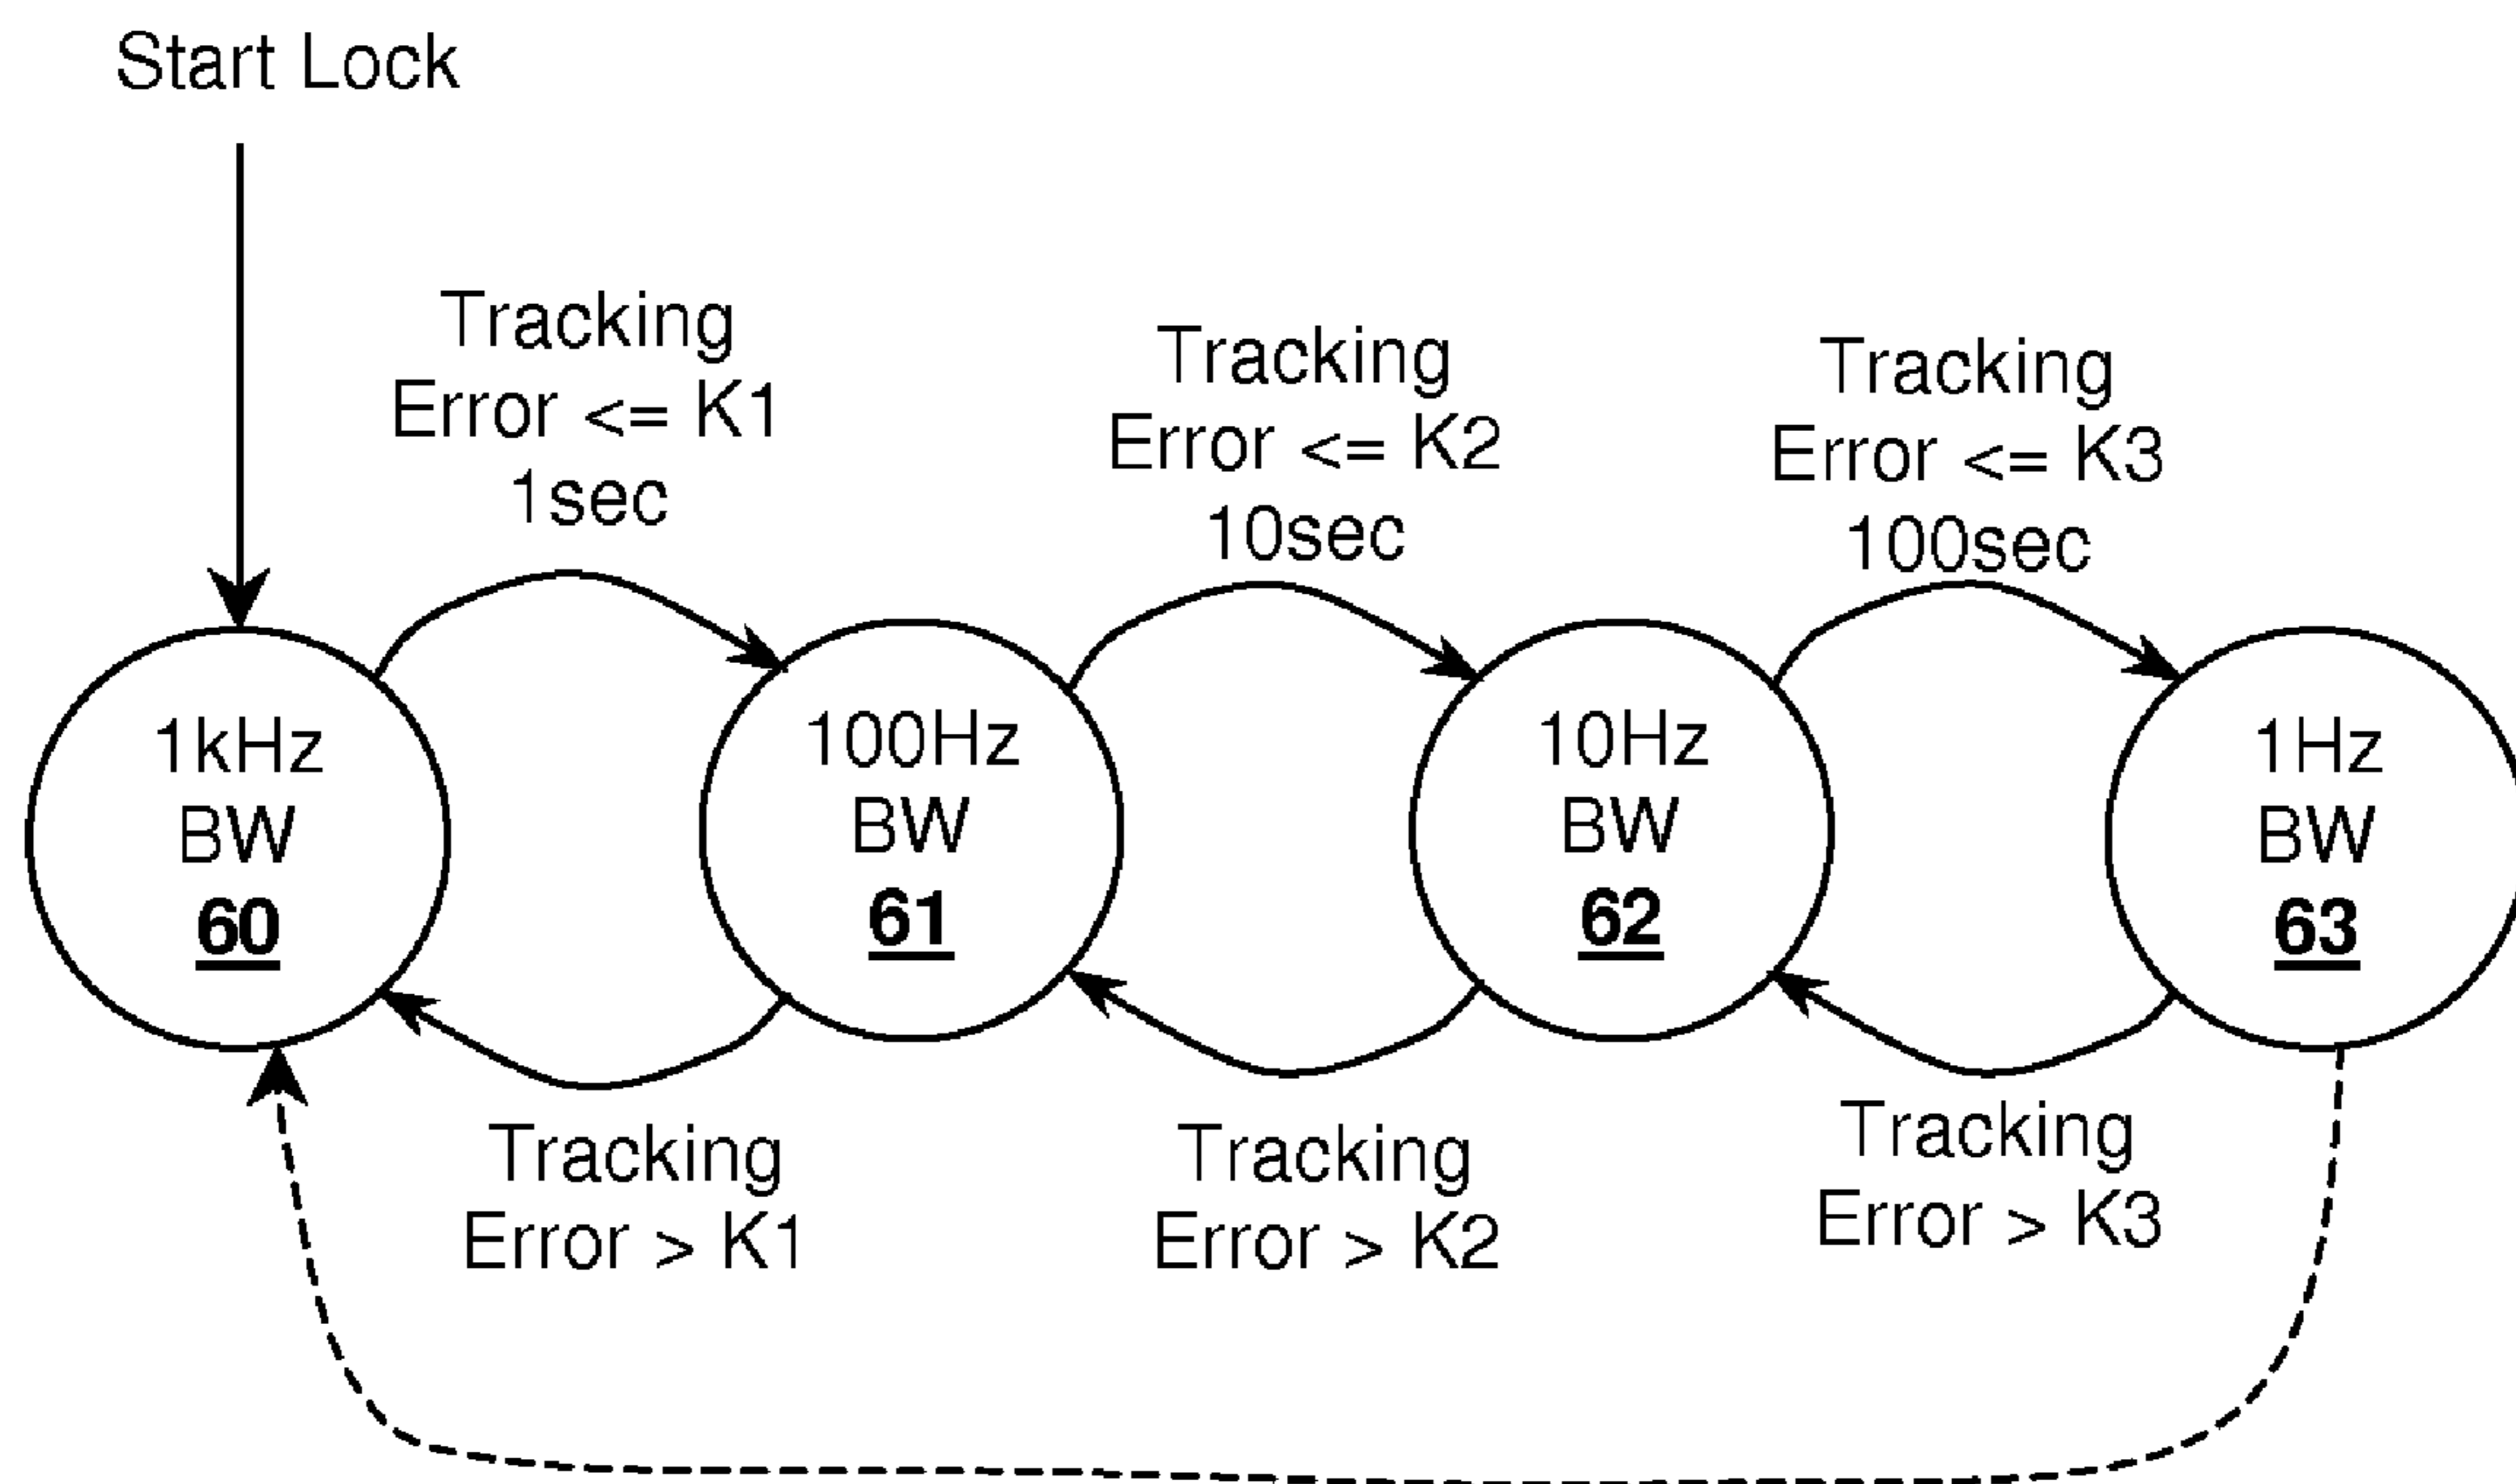 Start Lock
Tracking
Error <= K1
1sec
Tracking
Error <= K2
10sec
Tracking
Error <= K3
100sec
1kHz
BW
60
100Hz
BW
61
10Hz
BW
62
1Hz
BW
63
Tracking
Error > K1
Tracking
Error > K2
Tracking
Error > K3